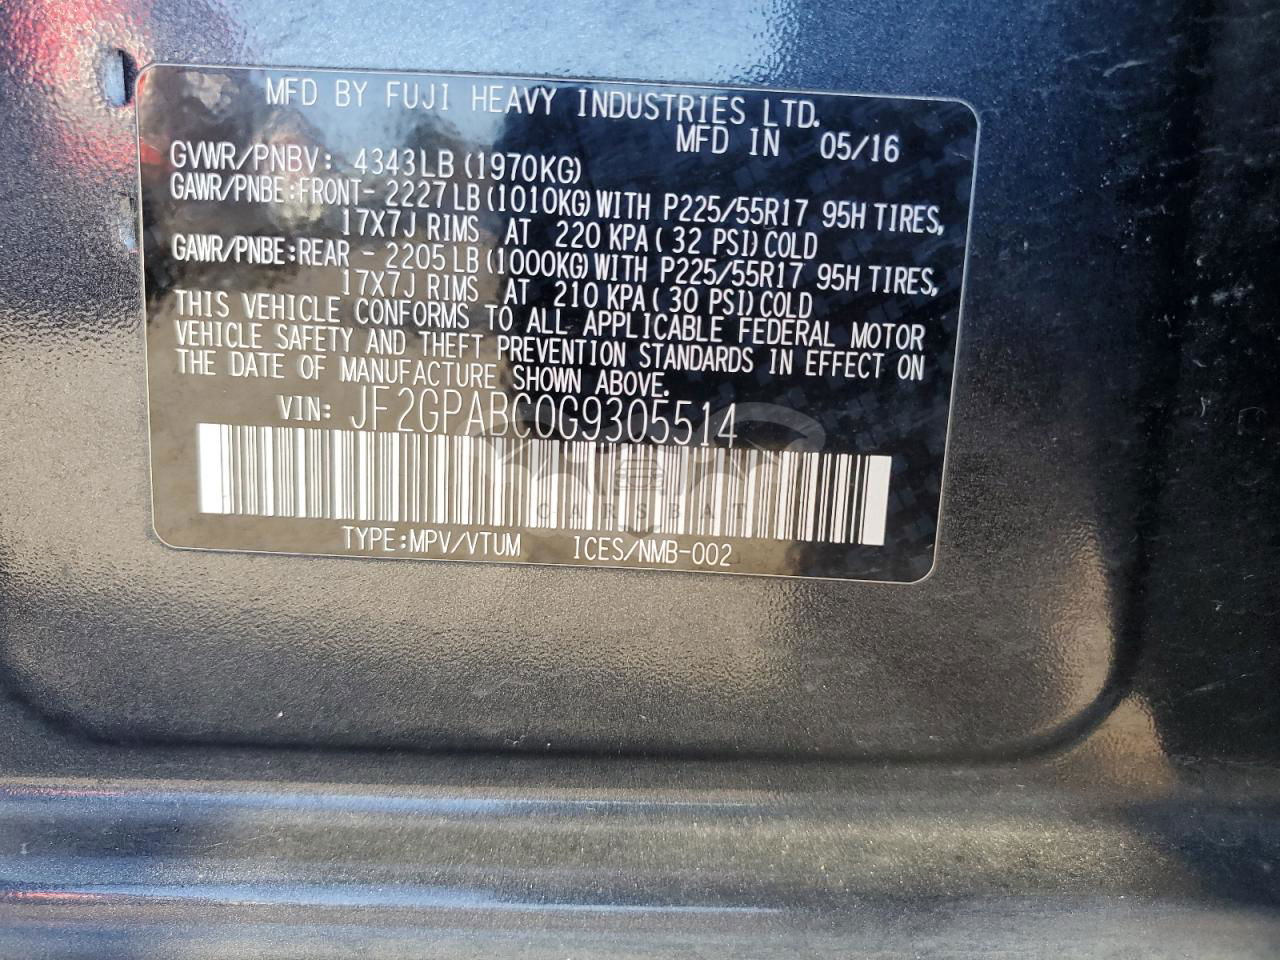 MFD BY FUJI HEAVY INDUSTRIES LTD.
MFD IN 05/16
GVWR/PNBV: 4343LB (1970KG)
GAWR/PNBE:FRONT- 2227LB (1010KG) WITH P225/55R17 95H TIRES,
17X7J RIMS AT 220 KPA ( 32 PSI) COLD
GAWR/PNBE:REAR - 2205LB (1000KG) WITH P225/55R17 95H TIRES,
17X7J RIMS AT 210 KPA ( 30 PSI) COLD
THIS VEHICLE CONFORMS TO ALL APPLICABLE FEDERAL MOTOR
VEHICLE SAFETY AND THEFT PREVENTION STANDARDS IN EFFECT ON
THE DATE OF MANUFACTURE SHOWN ABOVE.
VIN: JF2GPABC0G9305514
CARSBAT
TYPE:MPV/VTUM ICES/NMB-002